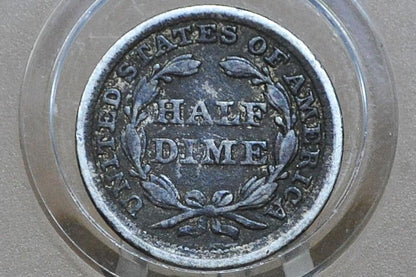 UNITED STATES OF AMERICA
HALF
DIME